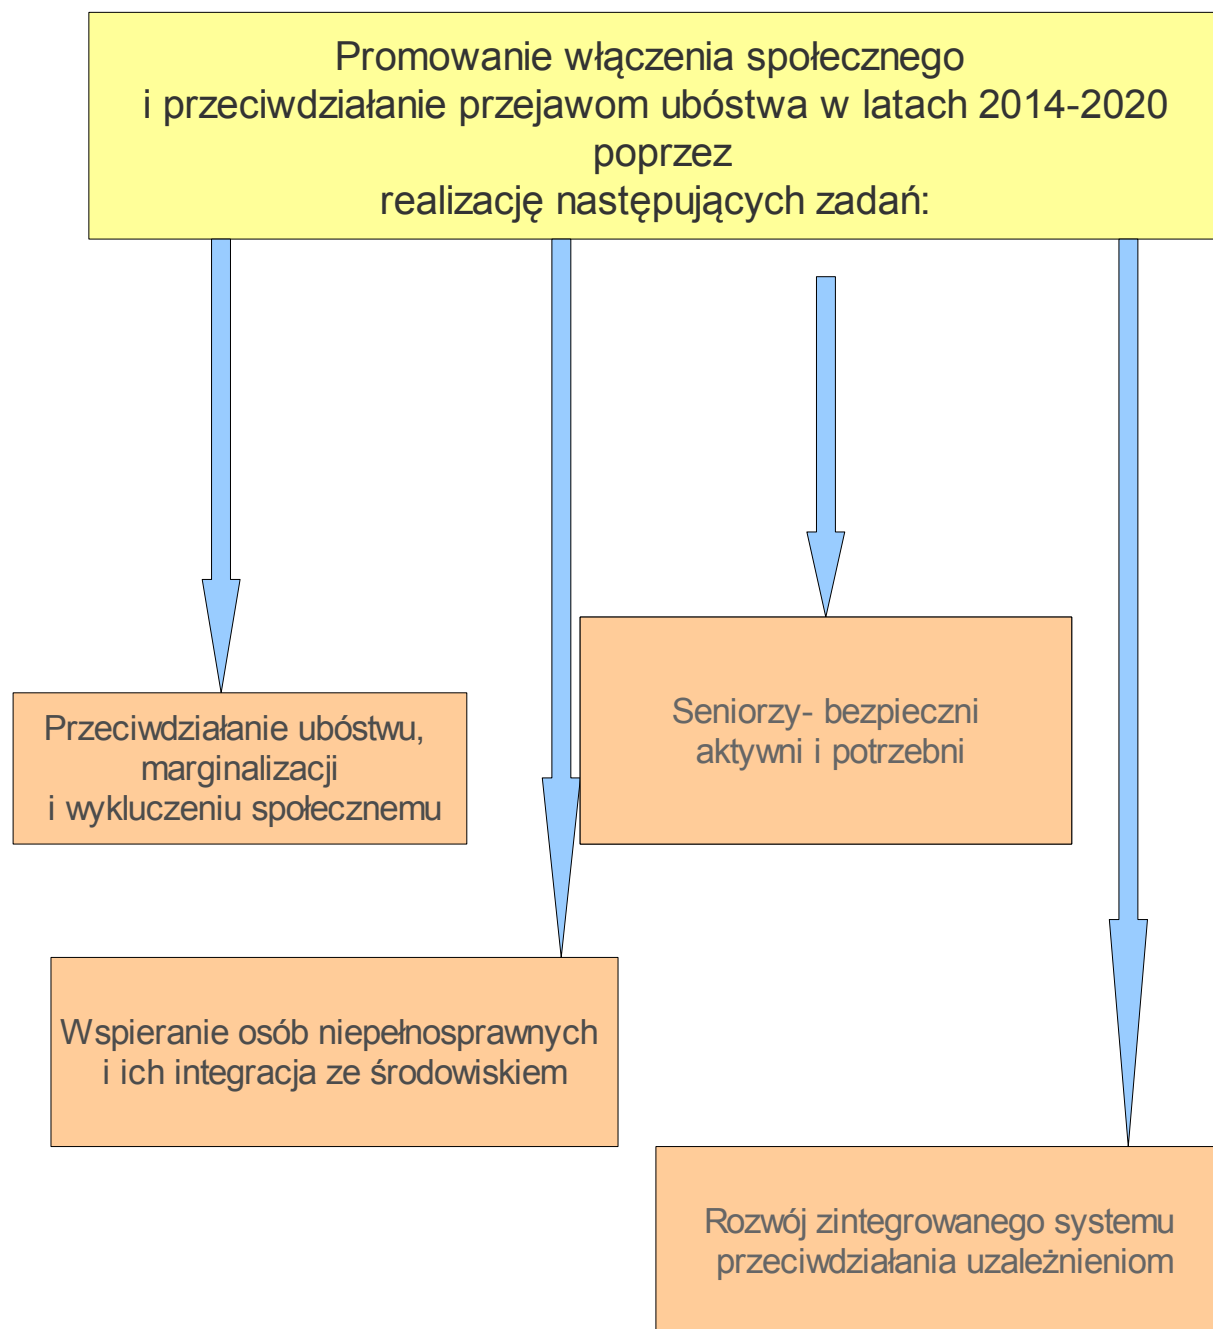 Promowanie włączenia społecznego
i przeciwdziałanie przejawom ubóstwa w latach 2014-2020
poprzez
realizację następujących zadań:
Przeciwdziałanie ubóstwu,
marginalizacji
i wykluczeniu społecznemu
Seniorzy- bezpieczni
aktywni i potrzebni
Wspieranie osób niepełnosprawnych
i ich integracja ze środowiskiem
Rozwój zintegrowanego systemu
przeciwdziałania uzależnieniom